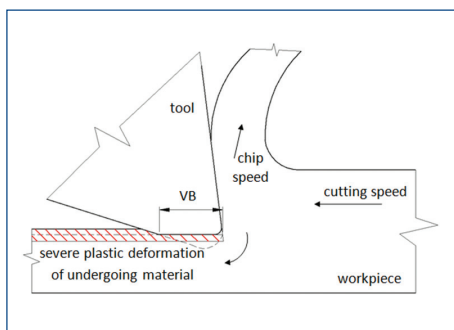 tool
VB
chip
speed
cutting speed
severe plastic deformation
of undergoing material
workpiece